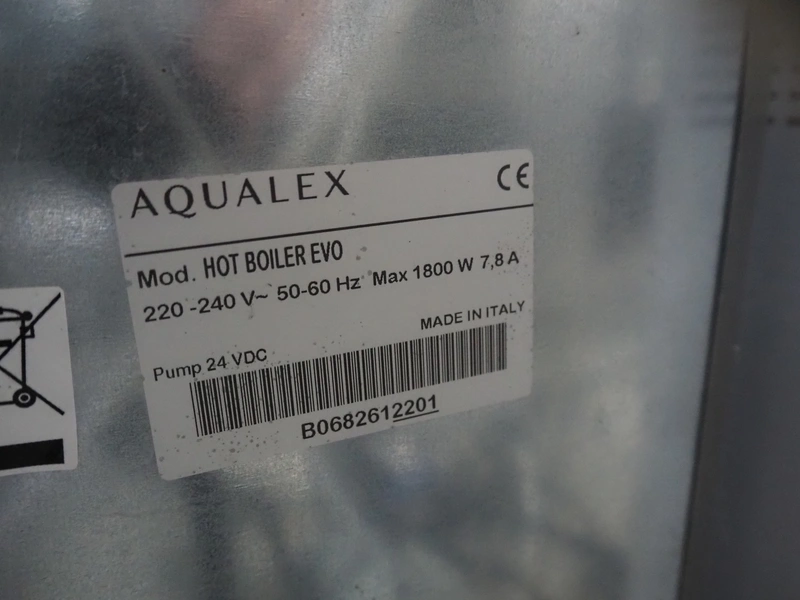 AQUALEX CE
Mod. HOT BOILER EVO
220 -240 V~ 50-60 Hz Max 1800 W 7,8 A
MADE IN ITALY
Pump 24 VDC
B0682612201